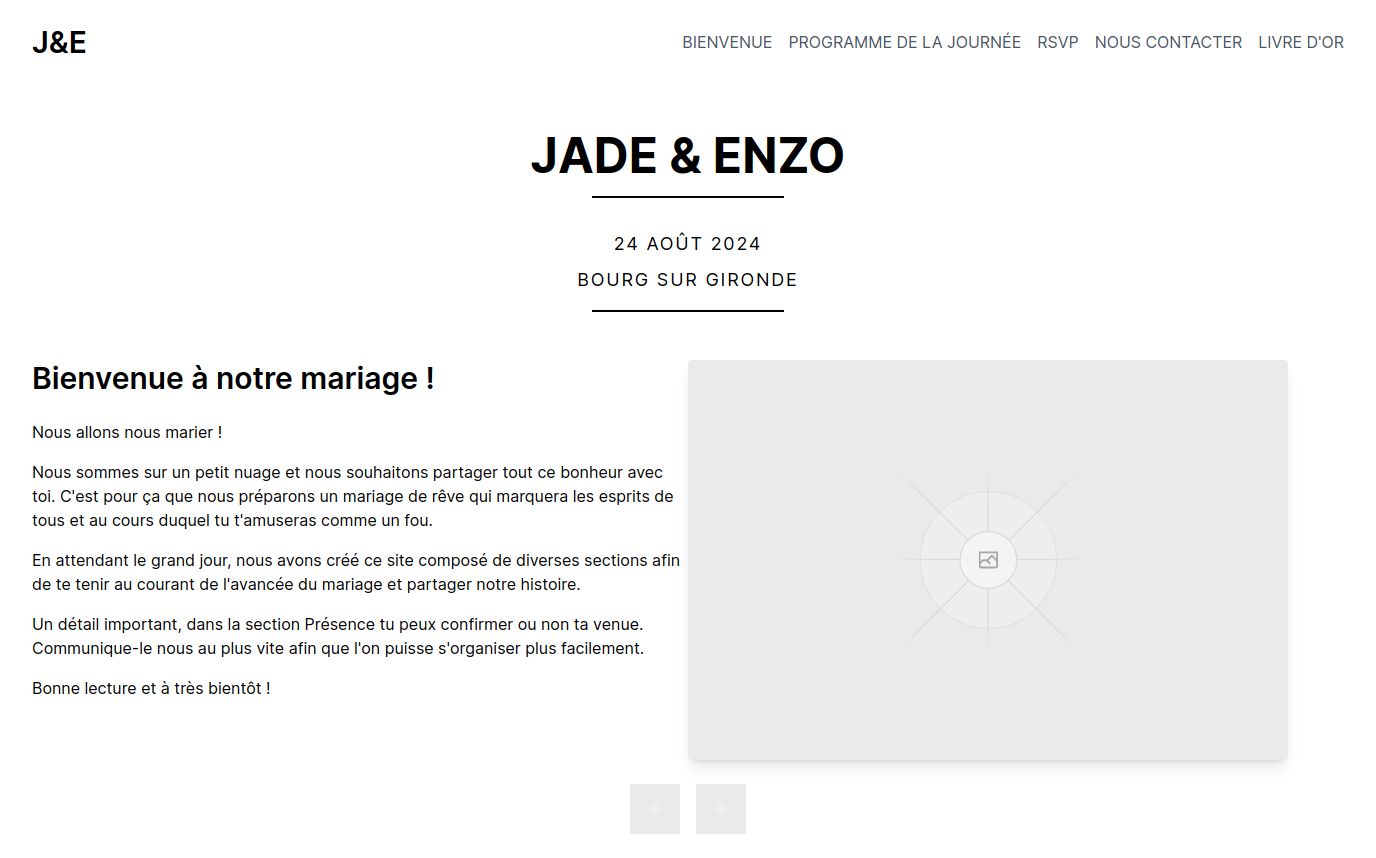 J&E
BIENVENUE PROGRAMME DE LA JOURNÉE RSVP NOUS CONTACTER LIVRE D'OR
JADE & ENZO
24 AOÛT 2024
BOURG SUR GIRONDE
Bienvenue à notre mariage !
Nous allons nous marier !
Nous sommes sur un petit nuage et nous souhaitons partager tout ce bonheur avec
toi. C'est pour ça que nous préparons un mariage de rêve qui marquera les esprits de
tous et au cours duquel tu t'amuseras comme un fou.
En attendant le grand jour, nous avons créé ce site composé de diverses sections afin
de te tenir au courant de l'avancée du mariage et partager notre histoire.
Un détail important, dans la section Présence tu peux confirmer ou non ta venue.
Communique-le nous au plus vite afin que l'on puisse s'organiser plus facilement.
Bonne lecture et à très bientôt !